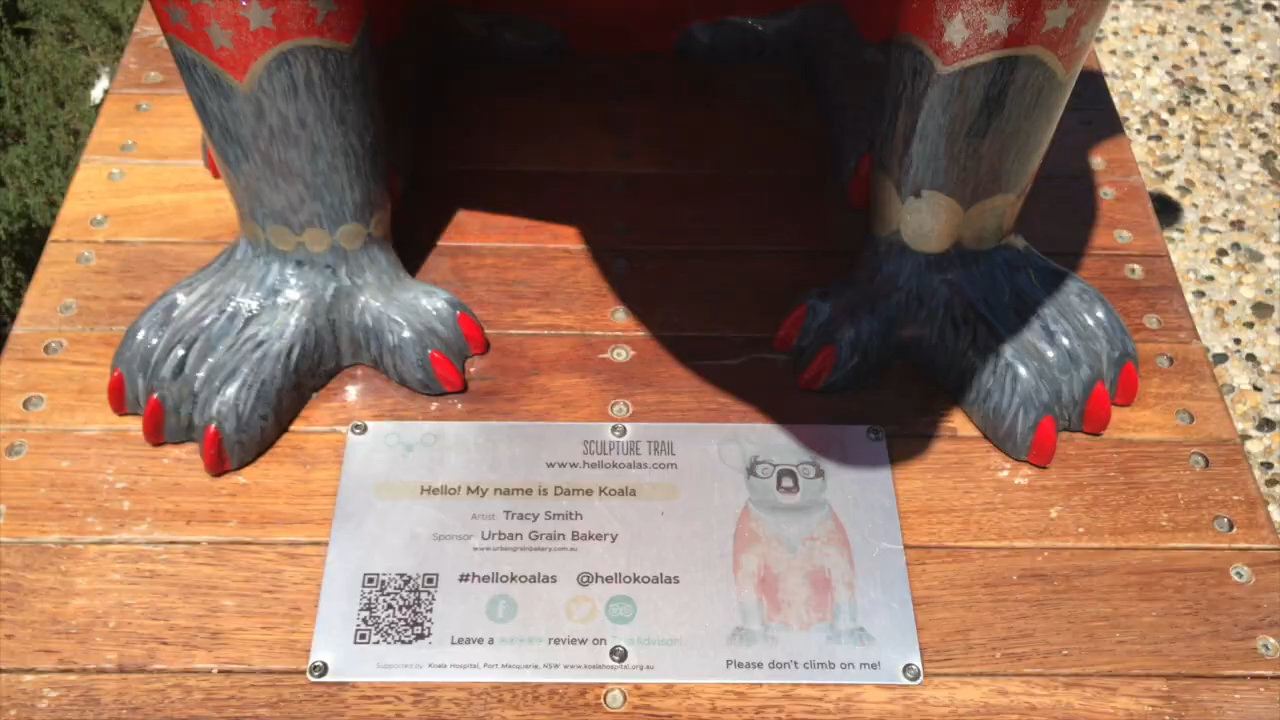 SCULPTURE TRAIL
www.hellokoalas.com
Hello! My name is Dame Koala
Artist: Tracy Smith
Sponsor: Urban Grain Bakery
www.urbangrainbakery.com.au
#hellokoalas @hellokoalas
Leave a review on TripAdvisor!
Supported by: Koala Hospital, Port Macquarie, NSW www.koalahospital.org.au
Please don't climb on me!